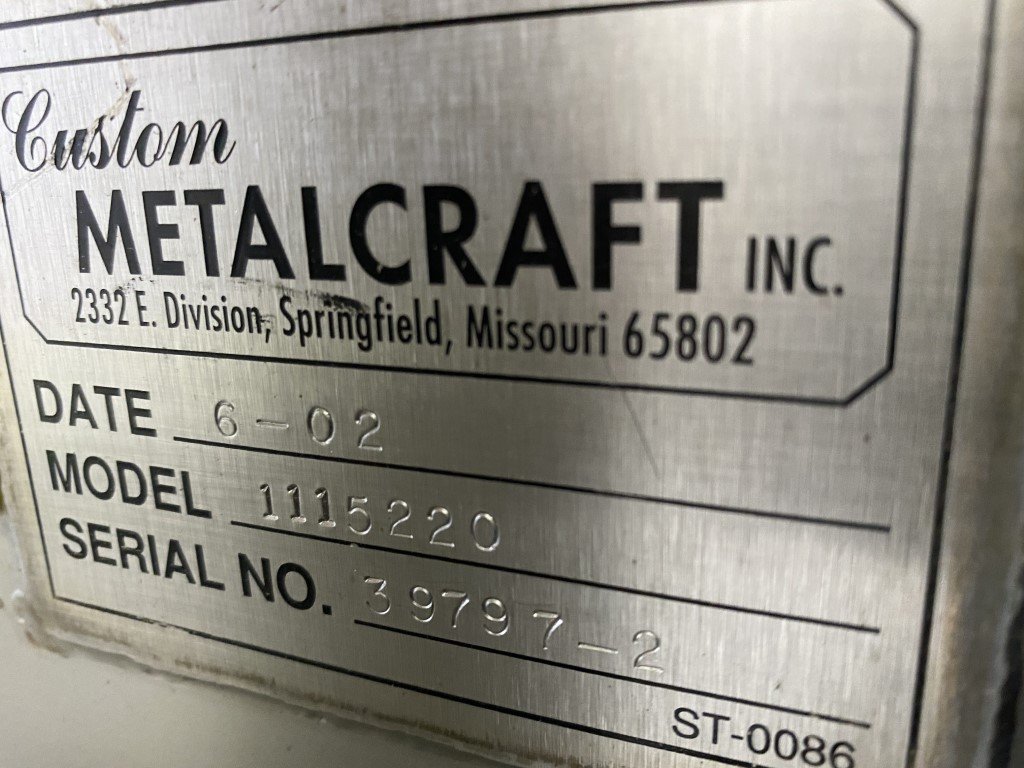 Custom
METALCRAFT INC.
2332 E. Division, Springfield, Missouri 65802
DATE 6-02
MODEL 1115220
SERIAL NO. 39797-2
ST-0086